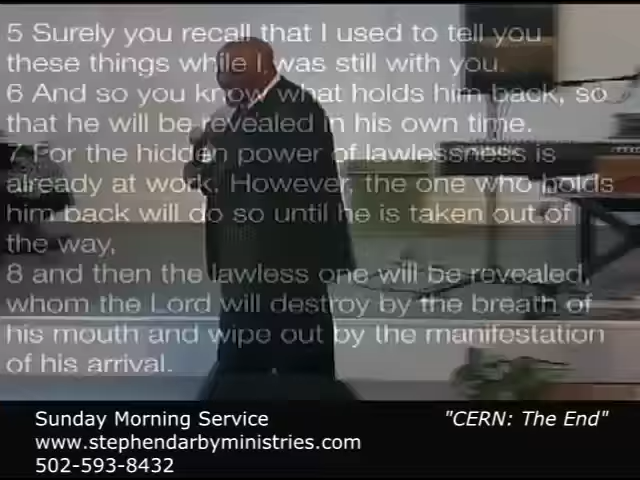 5 Surely you recall that I used to tell you
these things while I was still with you.
6 And so you know what holds him back, so
that he will be revealed in his own time.
7 For the hidden power of lawlessness is
already at work. However, the one who holds
him back will do so until he is taken out of
the way,
8 and then the lawless one will be revealed,
whom the Lord will destroy by the breath of
his mouth and wipe out by the manifestation
of his arrival.
Sunday Morning Service
"CERN: The End"
www.stephendarbyministries.com
502-593-8432